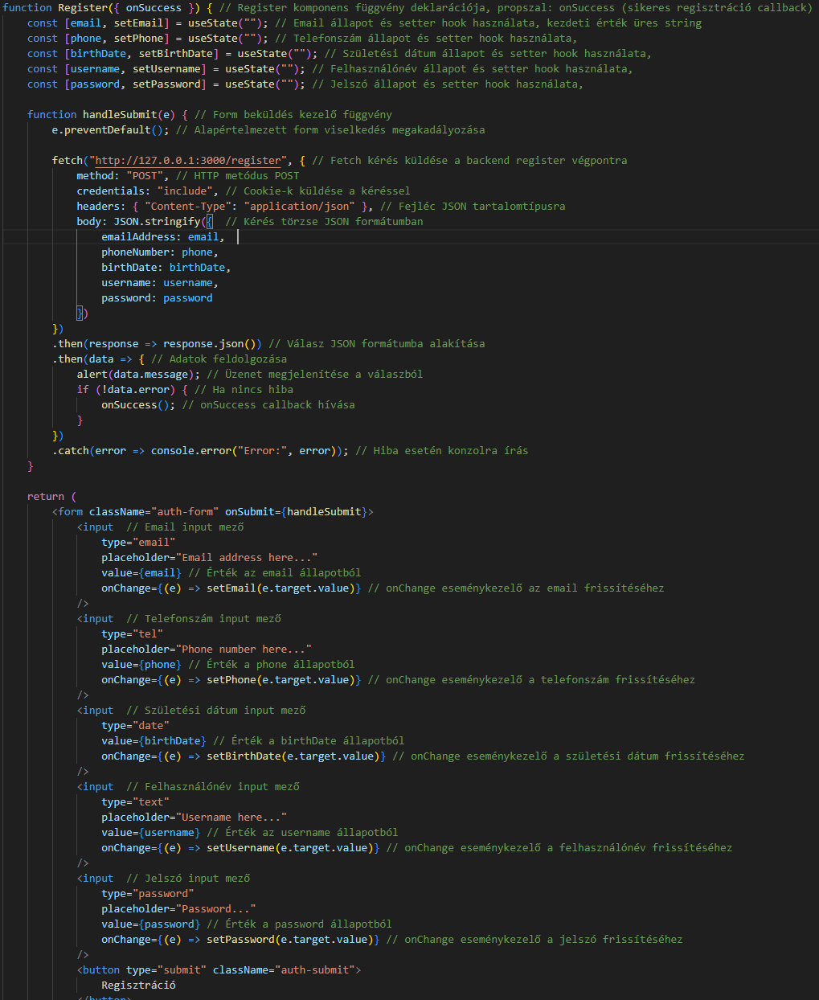 function Register({ onSuccess }) { // Register komponens függvény deklarációja, propszal: onSuccess (sikeres regisztráció callback)
    const [email, setEmail] = useState(""); // Email állapot és setter hook használata, kezdeti érték üres string
    const [phone, setPhone] = useState(""); // Telefonszám állapot és setter hook használata,
    const [birthDate, setBirthDate] = useState(""); // Születési dátum állapot és setter hook használata,
    const [username, setUsername] = useState(""); // Felhasználónév állapot és setter hook használata,
    const [password, setPassword] = useState(""); // Jelszó állapot és setter hook használata,

    function handleSubmit(e) { // Form beküldés kezelő függvény
        e.preventDefault(); // Alapértelmezett form viselkedés megakadályozása

        fetch("http://127.0.0.1:3000/register", { // Fetch kérés küldése a backend register végpontra
            method: "POST", // HTTP metódus POST
            credentials: "include", // Cookie-k küldése a kéréssel
            headers: { "Content-Type": "application/json" }, // Fejléc JSON tartalomtípusra
            body: JSON.stringify({  // Kérés törzse JSON formátumban
                emailAddress: email,
                phoneNumber: phone,
                birthDate: birthDate,
                username: username,
                password: password
            })
        })
        .then(response => response.json()) // Válasz JSON formátumba alakítása
        .then(data => { // Adatok feldolgozása
            alert(data.message); // Üzenet megjelenítése a válaszból
            if (!data.error) { // Ha nincs hiba
                onSuccess(); // onSuccess callback hívása
            }
        })
        .catch(error => console.error("Error:", error)); // Hiba esetén konzolra írás
    }

    return (
        <form className="auth-form" onSubmit={handleSubmit}>
            <input  // Email input mező
                type="email"
                placeholder="Email address here..."
                value={email} // Érték az email állapotból
                onChange={(e) => setEmail(e.target.value)} // onChange eseménykezelő az email frissítéséhez
            />
            <input  // Telefonszám input mező
                type="tel"
                placeholder="Phone number here..."
                value={phone} // Érték a phone állapotból
                onChange={(e) => setPhone(e.target.value)} // onChange eseménykezelő a telefonszám frissítéséhez
            />
            <input  // Születési dátum input mező
                type="date"
                value={birthDate} // Érték a birthDate állapotból
                onChange={(e) => setBirthDate(e.target.value)} // onChange eseménykezelő a születési dátum frissítéséhez
            />
            <input  // Felhasználónév input mező
                type="text"
                placeholder="Username here..."
                value={username} // Érték az username állapotból
                onChange={(e) => setUsername(e.target.value)} // onChange eseménykezelő a felhasználónév frissítéséhez
            />
            <input  // Jelszó input mező
                type="password"
                placeholder="Password..."
                value={password} // Érték a password állapotból
                onChange={(e) => setPassword(e.target.value)} // onChange eseménykezelő a jelszó frissítéséhez
            />
            <button type="submit" className="auth-submit">
                Regisztráció
            </button>